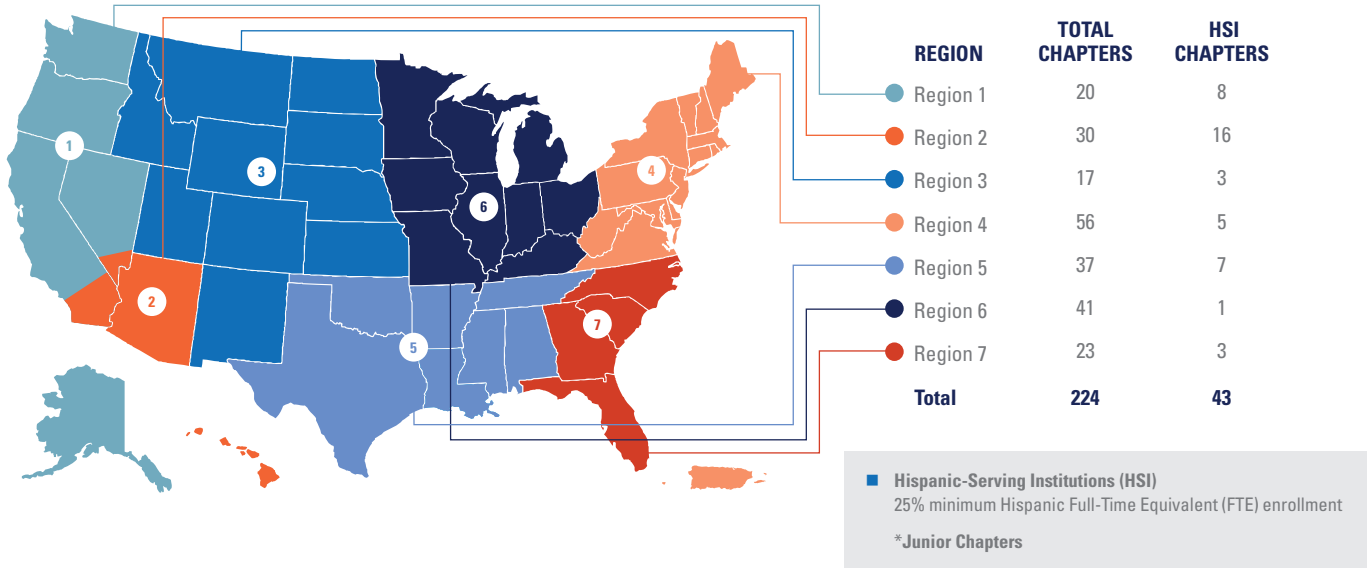 REGION TOTAL CHAPTERS HSI CHAPTERS
Region 1 20 8
Region 2 30 16
Region 3 17 3
Region 4 56 5
Region 5 37 7
Region 6 41 1
Region 7 23 3
Total 224 43
1
2
3
4
5
6
7
Hispanic-Serving Institutions (HSI)
25% minimum Hispanic Full-Time Equivalent (FTE) enrollment
*Junior Chapters